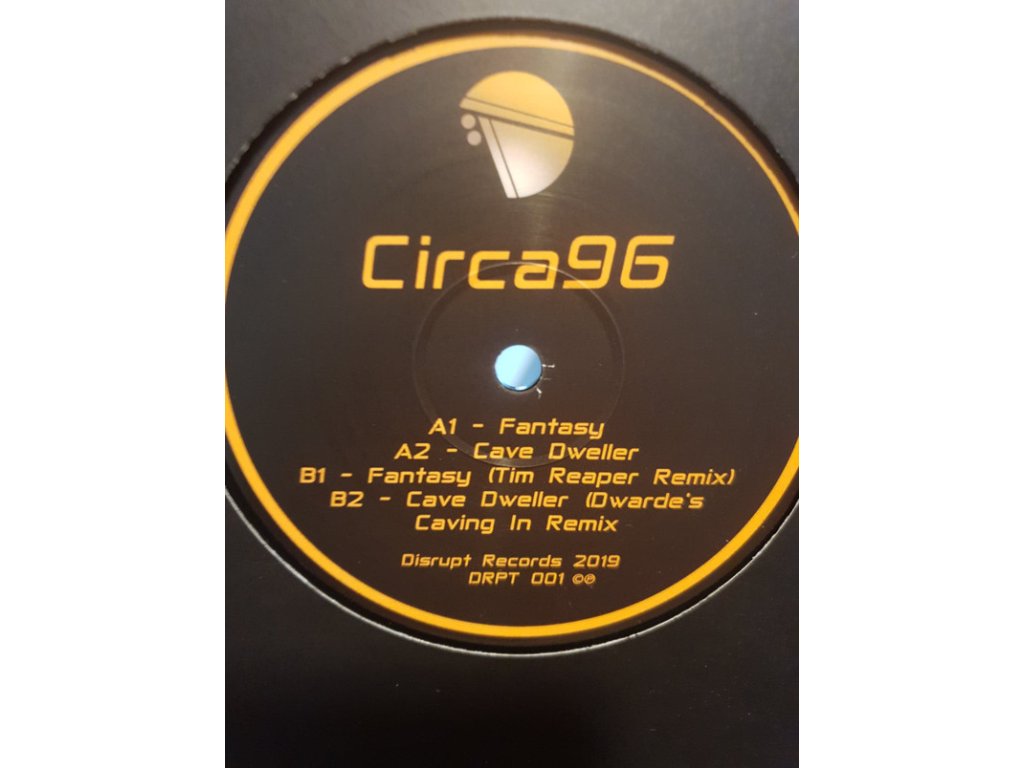 Circa96
A1 - Fantasy
A2 - Cave Dweller
B1 - Fantasy (Tim Reaper Remix)
B2 - Cave Dweller (Dwarde's
Caving In Remix
Disrupt Records 2019
DRPT 001 ©℗